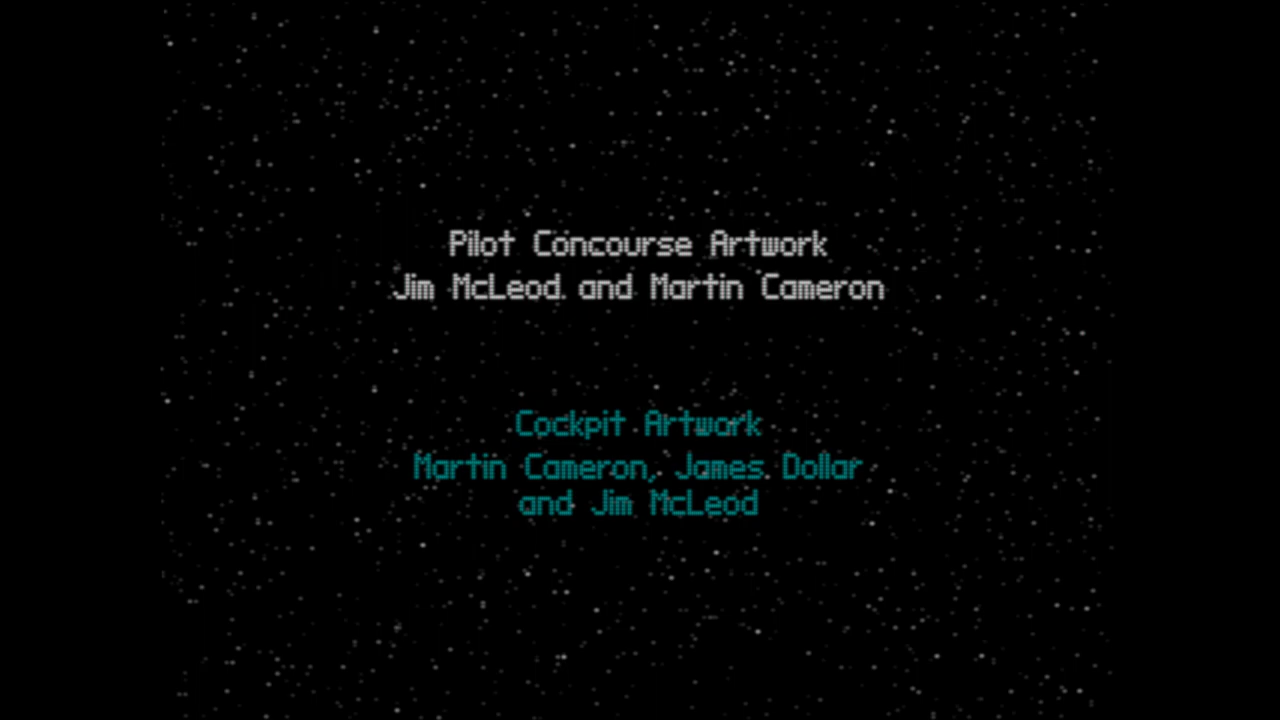 Pilot Concourse Artwork
Jim McLeod and Martin Cameron
Cockpit Artwork
Martin Cameron, James Dollar
and Jim McLeod